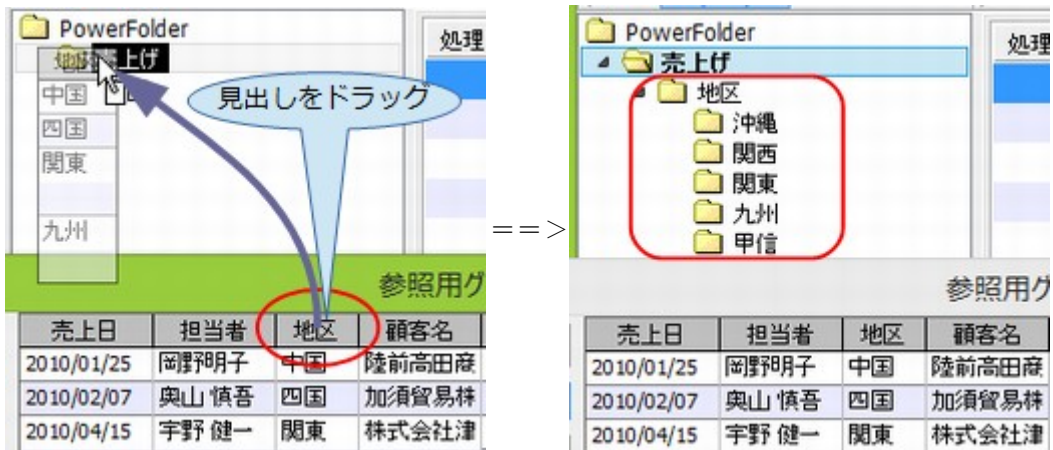 PowerFolder
地区 売上げ
中国
四国
関東
九州
処理
見出しをドラッグ
参照用グ
売上日 担当者 地区 顧客名
2010/01/25 岡野明子 中国 陸前高田商
2010/02/07 奥山 慎吾 四国 加須貿易株
2010/04/15 宇野 健一 関東 株式会社津
==>
PowerFolder
売上げ
地区
沖縄
関西
関東
九州
甲信
処理
参照用グ
売上日 担当者 地区 顧客名
2010/01/25 岡野明子 中国 陸前高田商
2010/02/07 奥山 慎吾 四国 加須貿易株
2010/04/15 宇野 健一 関東 株式会社津